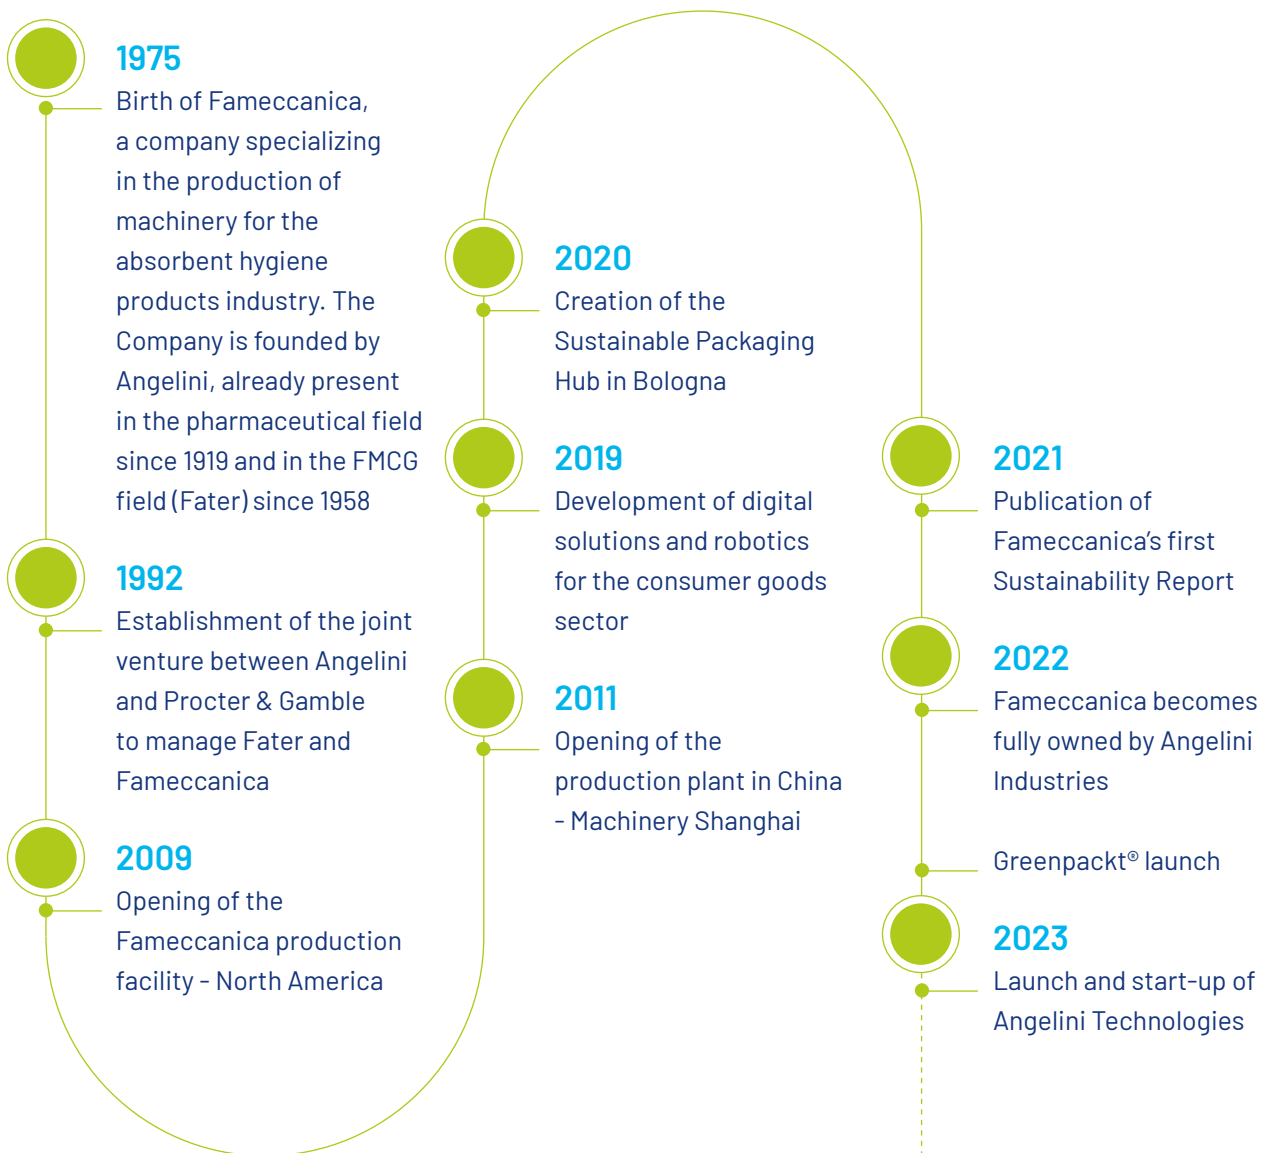 1975
Birth of Fameccanica,
a company specializing
in the production of
machinery for the
absorbent hygiene
products industry. The
Company is founded by
Angelini, already present
in the pharmaceutical field
since 1919 and in the FMCG
field (Fater) since 1958
1992
Establishment of the joint
venture between Angelini
and Procter & Gamble
to manage Fater and
Fameccanica
2009
Opening of the
Fameccanica production
facility - North America
2011
Opening of the
production plant in China
- Machinery Shanghai
2019
Development of digital
solutions and robotics
for the consumer goods
sector
2020
Creation of the
Sustainable Packaging
Hub in Bologna
2021
Publication of
Fameccanica’s first
Sustainability Report
2022
Fameccanica becomes
fully owned by Angelini
Industries
Greenpackt® launch
2023
Launch and start-up of
Angelini Technologies